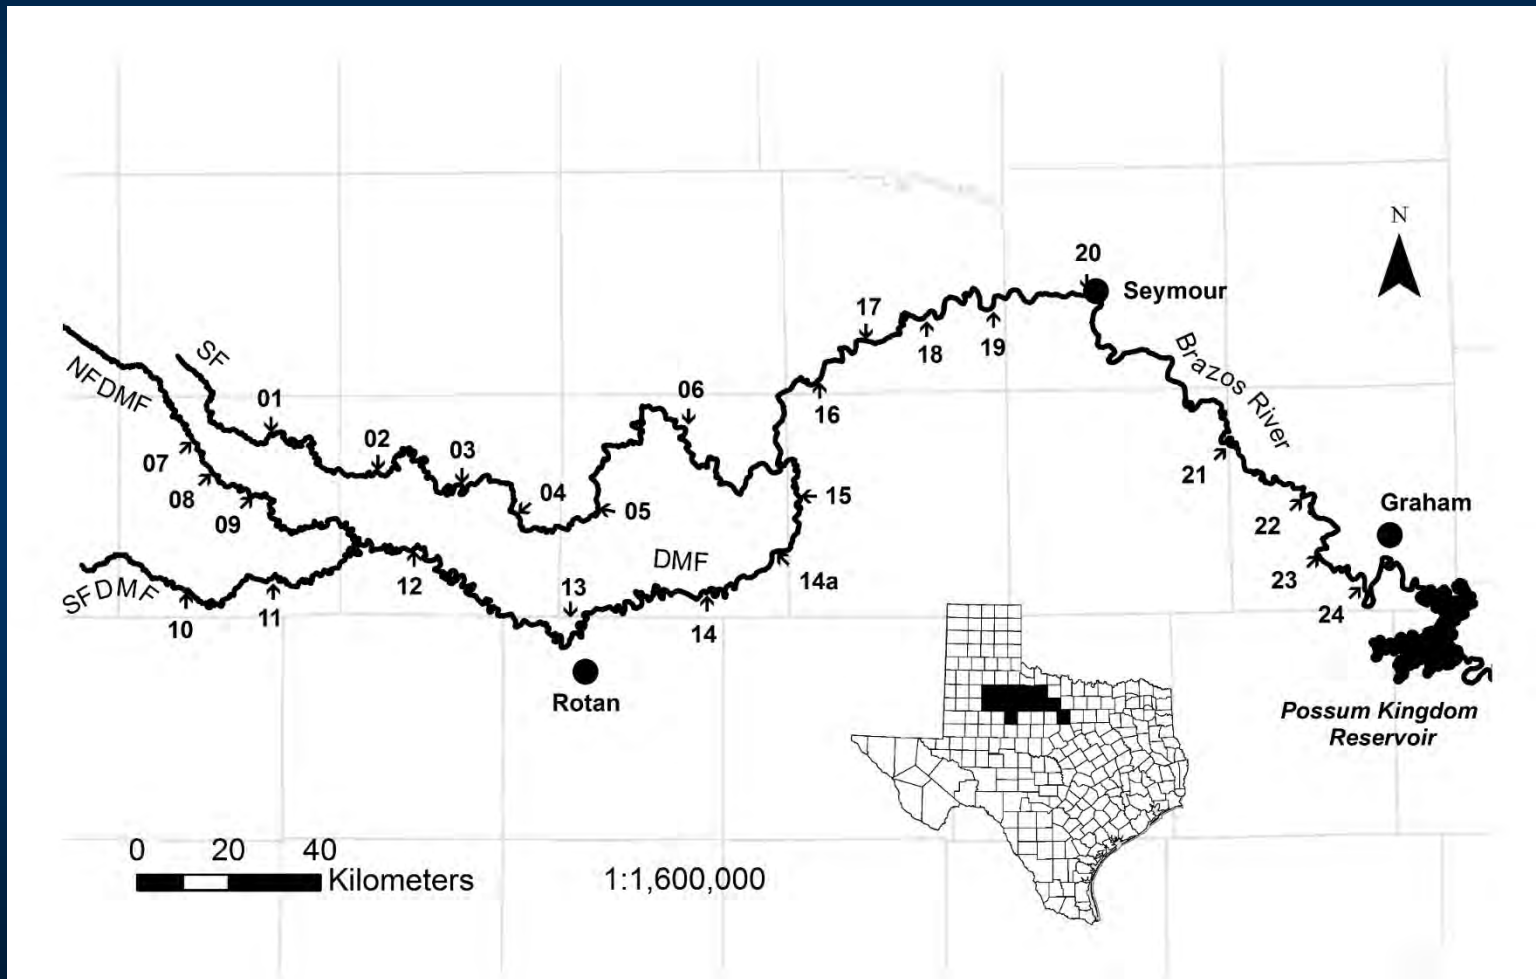 N
20
Seymour
17
18
19
Brazos River
SF
NFDMF
16
06
01
02
03
07
08
09
04
05
15
21
22
Graham
DMF
12
13
14a
23
24
SFDMF
10
11
14
Rotan
Possum Kingdom
Reservoir
0 20 40
Kilometers
1:1,600,000